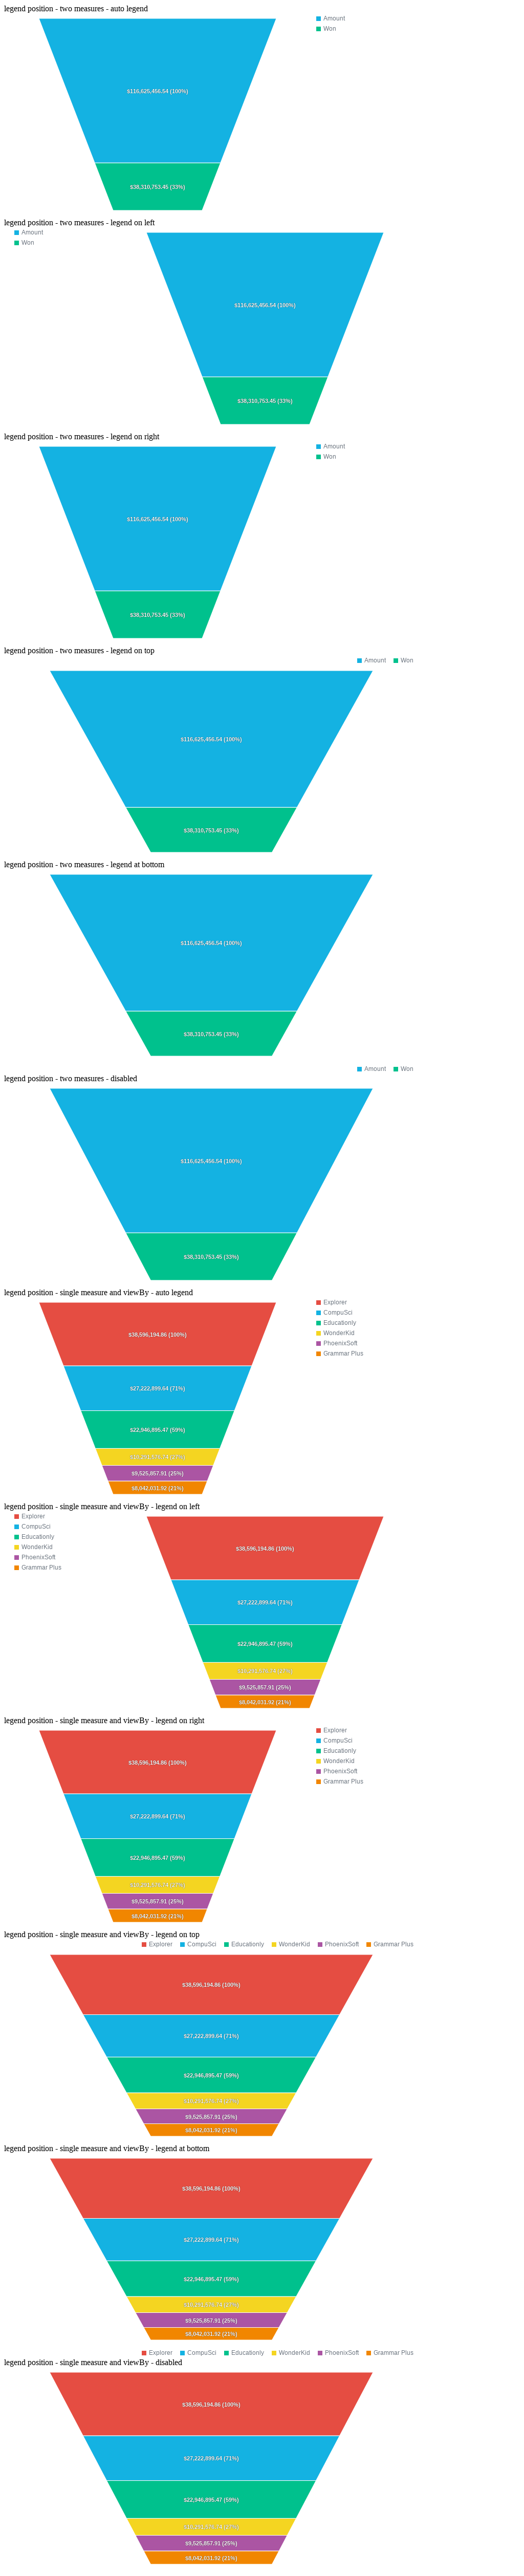 legend position - two measures - auto legend
Amount
Won
$116,625,456.54 (100%)
$38,310,753.45 (33%)
legend position - two measures - legend on left
Amount
Won
$116,625,456.54 (100%)
$38,310,753.45 (33%)
legend position - two measures - legend on right
Amount
Won
$116,625,456.54 (100%)
$38,310,753.45 (33%)
legend position - two measures - legend on top
Amount Won
$116,625,456.54 (100%)
$38,310,753.45 (33%)
legend position - two measures - legend at bottom
$116,625,456.54 (100%)
$38,310,753.45 (33%)
Amount Won
legend position - two measures - disabled
$116,625,456.54 (100%)
$38,310,753.45 (33%)
legend position - single measure and viewBy - auto legend
Explorer
CompuSci
Educationly
WonderKid
PhoenixSoft
Grammar Plus
$38,596,194.86 (100%)
$27,222,899.64 (71%)
$22,946,895.47 (59%)
$9,525,857.91 (25%)
$8,042,031.92 (21%)
legend position - single measure and viewBy - legend on left
Explorer
CompuSci
Educationly
WonderKid
PhoenixSoft
Grammar Plus
$38,596,194.86 (100%)
$27,222,899.64 (71%)
$22,946,895.47 (59%)
$9,525,857.91 (25%)
$8,042,031.92 (21%)
legend position - single measure and viewBy - legend on right
Explorer
CompuSci
Educationly
WonderKid
PhoenixSoft
Grammar Plus
$38,596,194.86 (100%)
$27,222,899.64 (71%)
$22,946,895.47 (59%)
$9,525,857.91 (25%)
$8,042,031.92 (21%)
legend position - single measure and viewBy - legend on top
Explorer CompuSci Educationly WonderKid PhoenixSoft Grammar Plus
$38,596,194.86 (100%)
$27,222,899.64 (71%)
$22,946,895.47 (59%)
$9,525,857.91 (25%)
$8,042,031.92 (21%)
legend position - single measure and viewBy - legend at bottom
$38,596,194.86 (100%)
$27,222,899.64 (71%)
$22,946,895.47 (59%)
$9,525,857.91 (25%)
$8,042,031.92 (21%)
Explorer CompuSci Educationly WonderKid PhoenixSoft Grammar Plus
legend position - single measure and viewBy - disabled
$38,596,194.86 (100%)
$27,222,899.64 (71%)
$22,946,895.47 (59%)
$9,525,857.91 (25%)
$8,042,031.92 (21%)